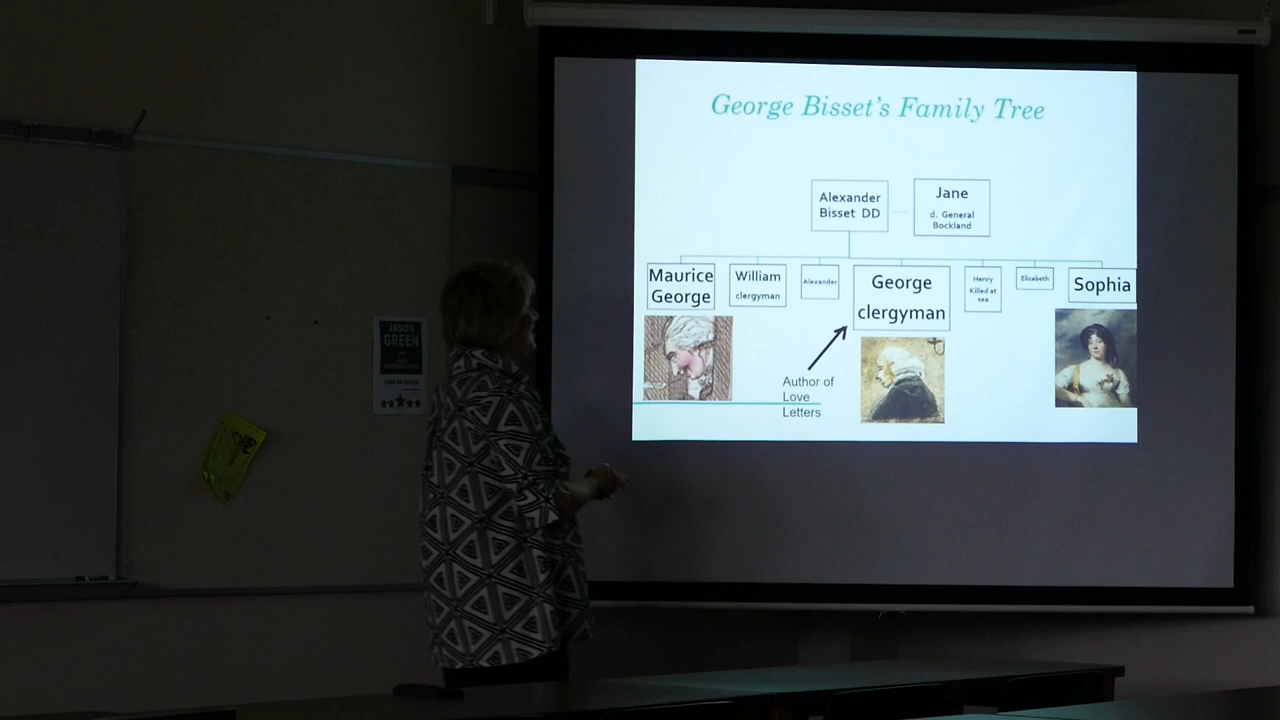 George Bisset's Family Tree
Alexander
Bisset DD
Jane
d. General
Bockland
Maurice
George
William
clergyman
Alexander
George
clergyman
Henry
Killed at
sea
Elizabeth
Sophia
Author of
Love
Letters
JASON
GREEN